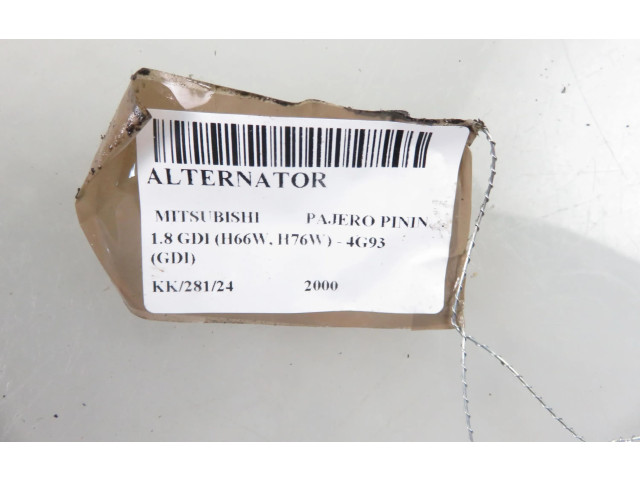 ALTERNATOR
MITSUBISHI PAJERO PININ
1.8 GDI (H66W, H76W) - 4G93
(GDI)
KK/281/24 2000